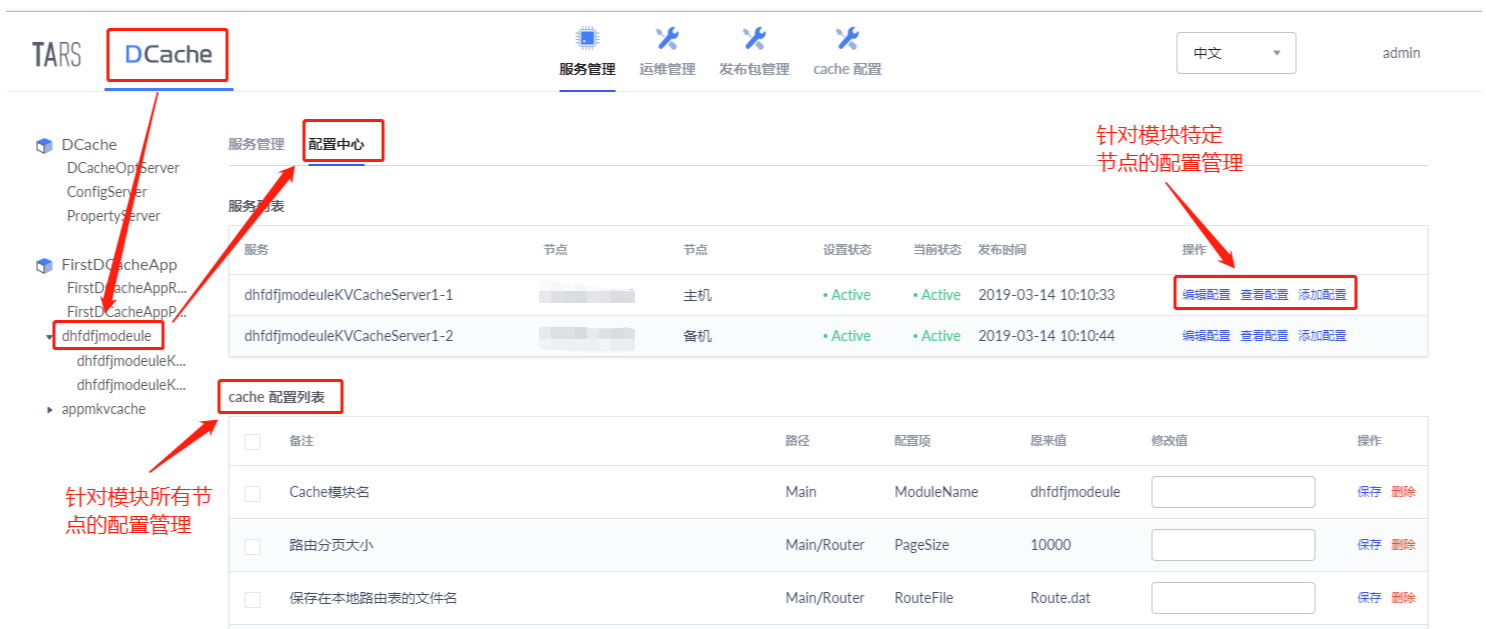 TARS
DCache
服务管理
运维管理
发布包管理
cache 配置
中文
admin
DCache
DCacheOptServer
ConfigServer
PropertyServer
FirstDCacheApp
FirstDCacheAppR...
FirstDCacheAppP...
dhfdfjmodeule
dhfdfjmodeuleK...
dhfdfjmodeuleK...
appmkvcache
针对模块所有节
点的配置管理
服务管理 配置中心
针对模块特定
节点的配置管理
服务列表
服务 节点 节点 设置状态 当前状态 发布时间 操作
dhfdfjmodeuleKVCacheServer1-1 主机 • Active • Active 2019-03-14 10:10:33 编辑配置 查看配置 添加配置
dhfdfjmodeuleKVCacheServer1-2 备机 • Active • Active 2019-03-14 10:10:44 编辑配置 查看配置 添加配置
cache 配置列表
备注 路径 配置项 原来值 修改值 操作
Cache模块名 Main ModuleName dhfdfjmodeule 保存 删除
路由分页大小 Main/Router PageSize 10000 保存 删除
保存在本地路由表的文件名 Main/Router RouteFile Route.dat 保存 删除